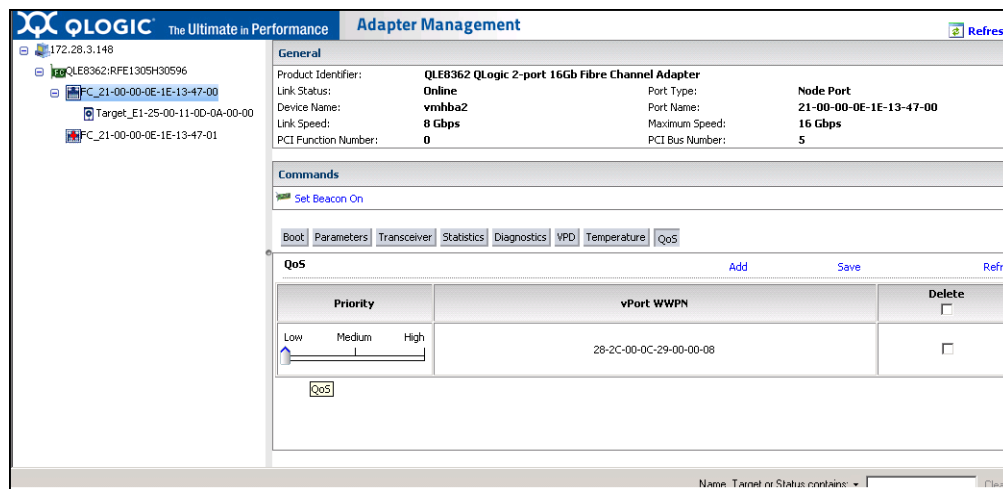 QLOGIC The Ultimate in Performance Adapter Management
Refres
172.28.3.148
QLE8362:RFE1305H30596
FC_21-00-00-0E-1E-13-47-00
Target_E1-25-00-11-0D-0A-00-00
FC_21-00-00-0E-1E-13-47-01
General
Product Identifier: QLE8362 QLogic 2-port 16Gb Fibre Channel Adapter
Link Status: Online Port Type: Node Port
Device Name: vmhba2 Port Name: 21-00-00-0E-1E-13-47-00
Link Speed: 8 Gbps Maximum Speed: 16 Gbps
PCI Function Number: 0 PCI Bus Number: 5
Commands
Set Beacon On
Boot Parameters Transceiver Statistics Diagnostics VPD Temperature QoS
QoS Add Save Refr
Priority vPort WWPN Delete
Low Medium High 28-2C-00-0C-29-00-00-08
QoS
Name, Target or Status contains: Clea